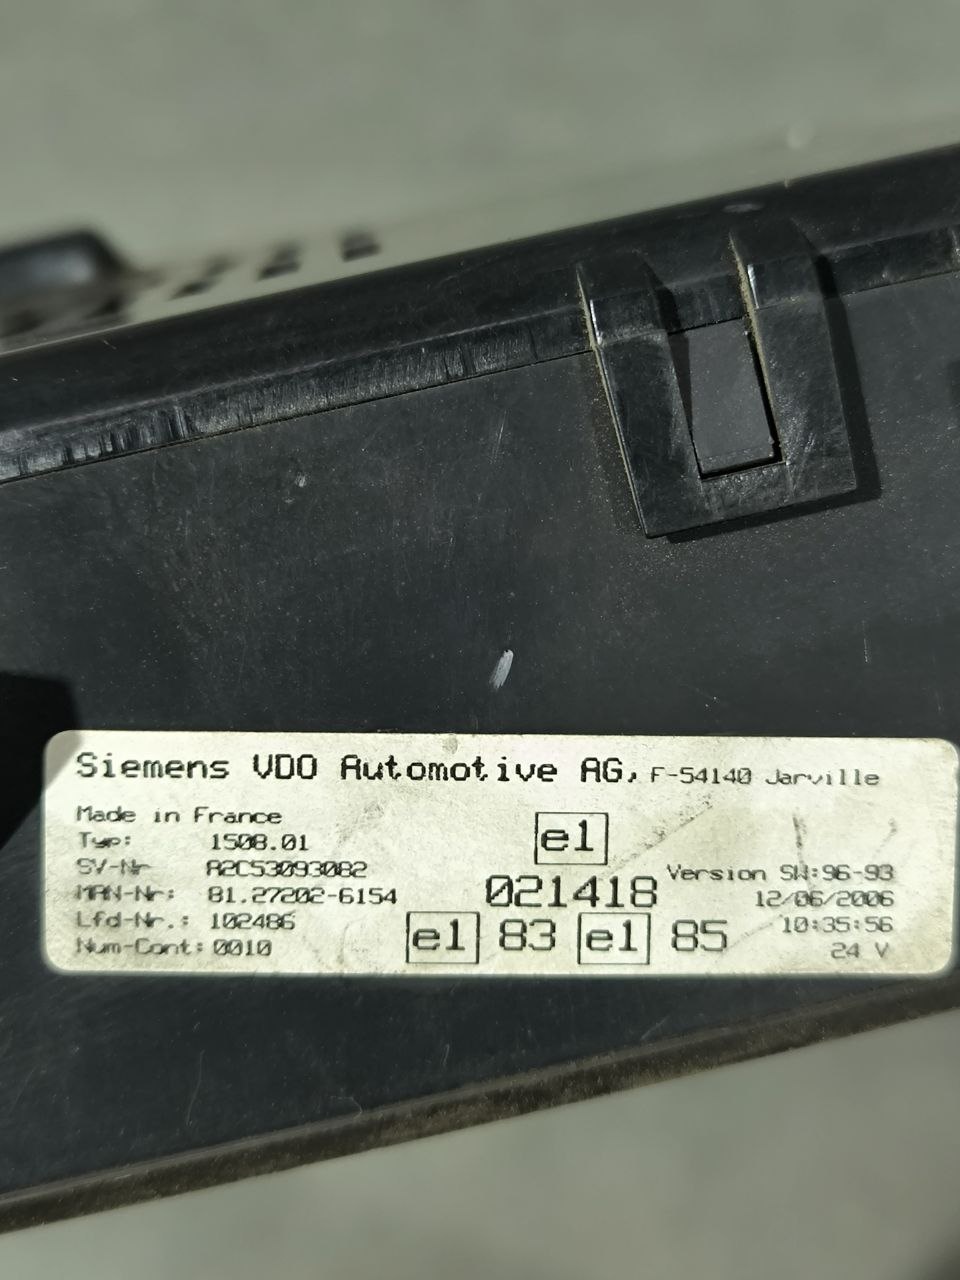 Siemens VDO Automotive AG, F-54140 Jarville
Made in France
Typ: 1508.01
e1
SV-Nr A2C53093082
Version SW:96-93
MAN-Nr: 81.27202-6154
021418
12/06/2006
Lfd-Nr.: 102486
e1 83 e1 85
10:35:56
Num-Cont: 0010
24 V